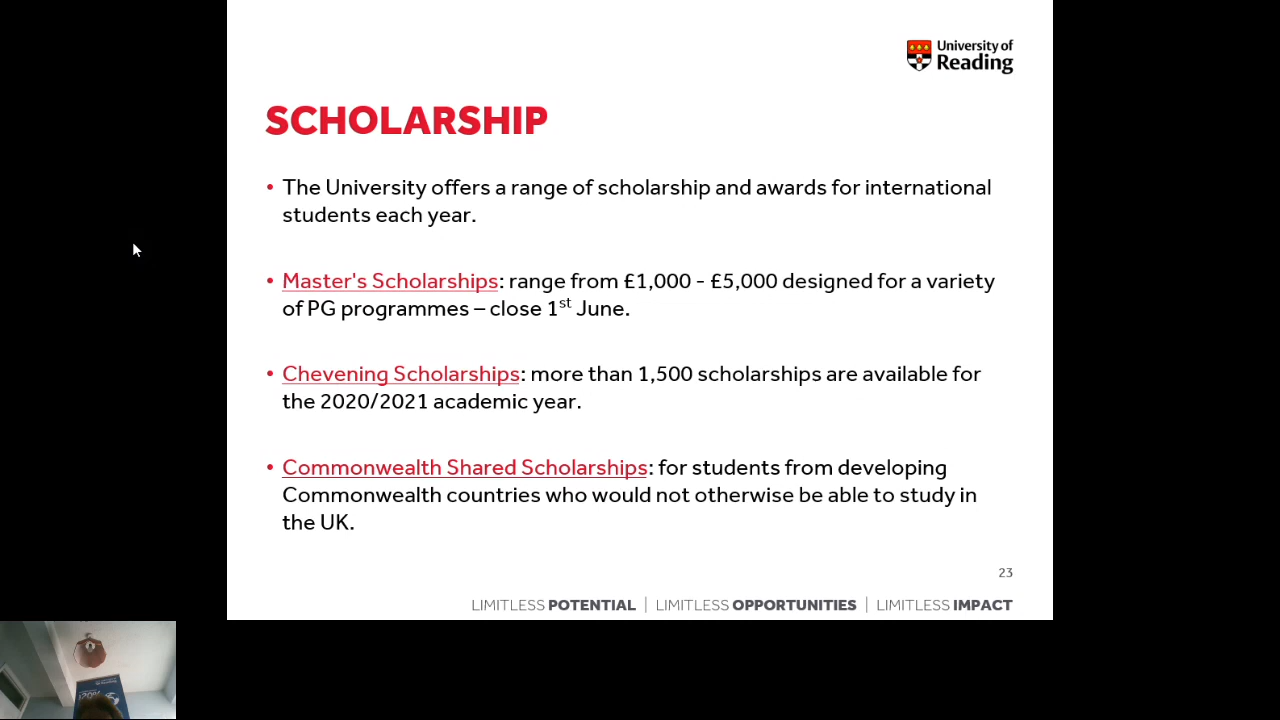 University of
Reading
SCHOLARSHIP
• The University offers a range of scholarship and awards for international
students each year.
• Master's Scholarships: range from £1,000 - £5,000 designed for a variety
of PG programmes – close 1st June.
• Chevening Scholarships: more than 1,500 scholarships are available for
the 2020/2021 academic year.
• Commonwealth Shared Scholarships: for students from developing
Commonwealth countries who would not otherwise be able to study in
the UK.
23
LIMITLESS POTENTIAL | LIMITLESS OPPORTUNITIES | LIMITLESS IMPACT